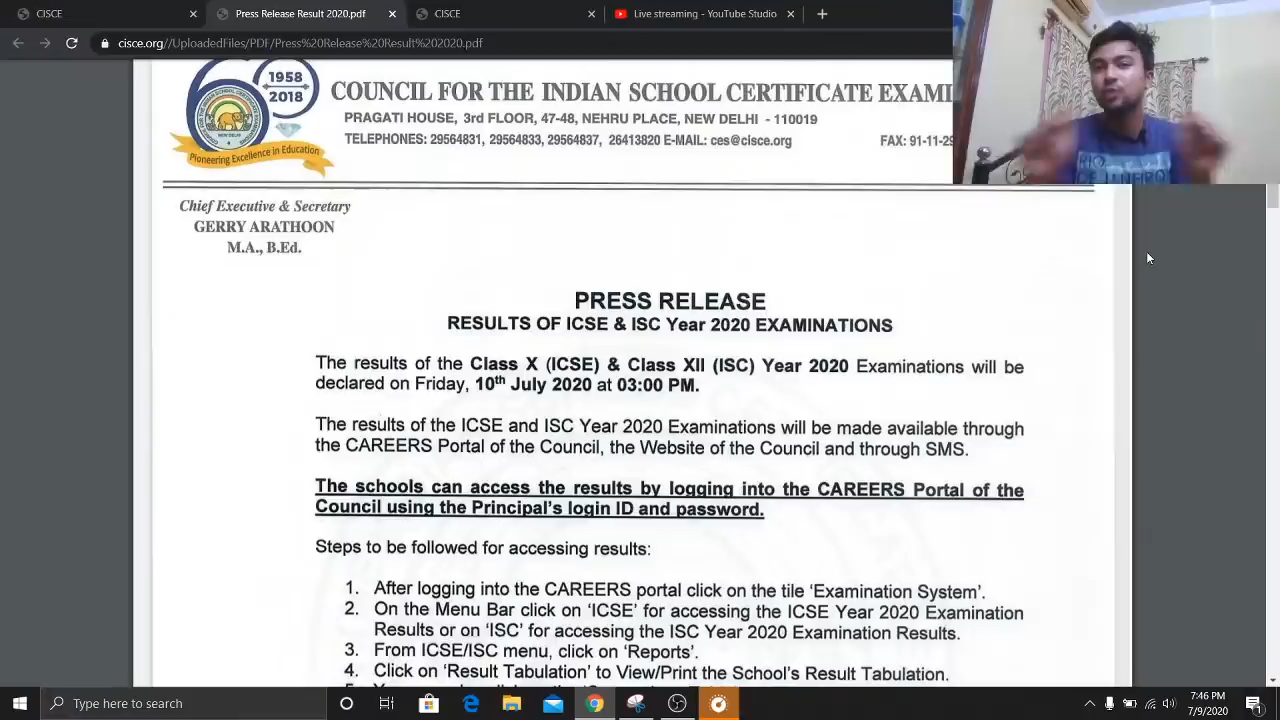 CISCE
Press Release Result 2020.pdf
CISCE
Live streaming - YouTube Studio
cisce.org//UploadedFiles/PDF/Press%20Release%20Result%202020.pdf
1958
2018
NEW DELHI
Pioneering Excellence in Education
COUNCIL FOR THE INDIAN SCHOOL CERTIFICATE EXAMI
PRAGATI HOUSE, 3rd FLOOR, 47-48, NEHRU PLACE, NEW DELHI - 110019
TELEPHONES: 29564831, 29564833, 29564837, 26413820 E-MAIL: ces@cisce.org
FAX: 91-11-29
RIO
DE JANEIRO
Chief Executive & Secretary
GERRY ARATHOON
M.A., B.Ed.
PRESS RELEASE
RESULTS OF ICSE & ISC Year 2020 EXAMINATIONS
The results of the Class X (ICSE) & Class XII (ISC) Year 2020 Examinations will be
declared on Friday, 10th July 2020 at 03:00 PM.
The results of the ICSE and ISC Year 2020 Examinations will be made available through
the CAREERS Portal of the Council, the Website of the Council and through SMS.
The schools can access the results by logging into the CAREERS Portal of the
Council using the Principal's login ID and password.
Steps to be followed for accessing results:
1. After logging into the CAREERS portal click on the tile 'Examination System'.
2. On the Menu Bar click on 'ICSE' for accessing the ICSE Year 2020 Examination
Results or on 'ISC' for accessing the ISC Year 2020 Examination Results.
3. From ICSE/ISC menu, click on 'Reports'.
4. Click on 'Result Tabulation' to View/Print the School's Result Tabulation.
Type here to search
7:46 PM
7/9/2020